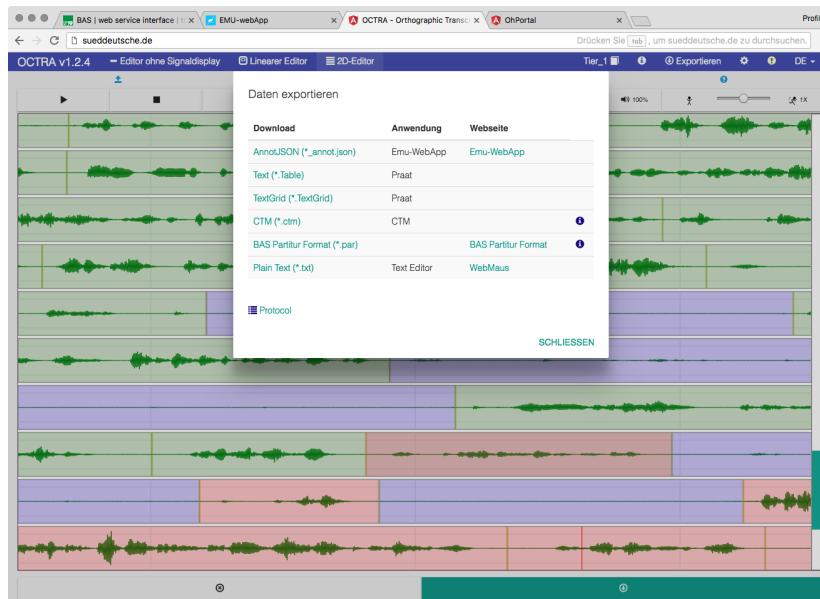 BAS | web service interface | t
EMU-webApp
OCTRA - Orthographic Transc
OhPortal
Profil
sueddeutsche.de
Drücken Sie tab , um sueddeutsche.de zu durchsuchen.
OCTRA v1.2.4 Editor ohne Signaldisplay Linearer Editor 2D-Editor Tier_1 Exportieren DE
100% 1X
Daten exportieren
Download Anwendung Webseite
AnnotJSON (*_annot.json) Emu-WebApp Emu-WebApp
Text (*.Table) Praat
TextGrid (*.TextGrid) Praat
CTM (*.ctm) CTM
BAS Partitur Format (*.par) BAS Partitur Format
Plain Text (*.txt) Text Editor WebMaus
Protocol
SCHLIESSEN